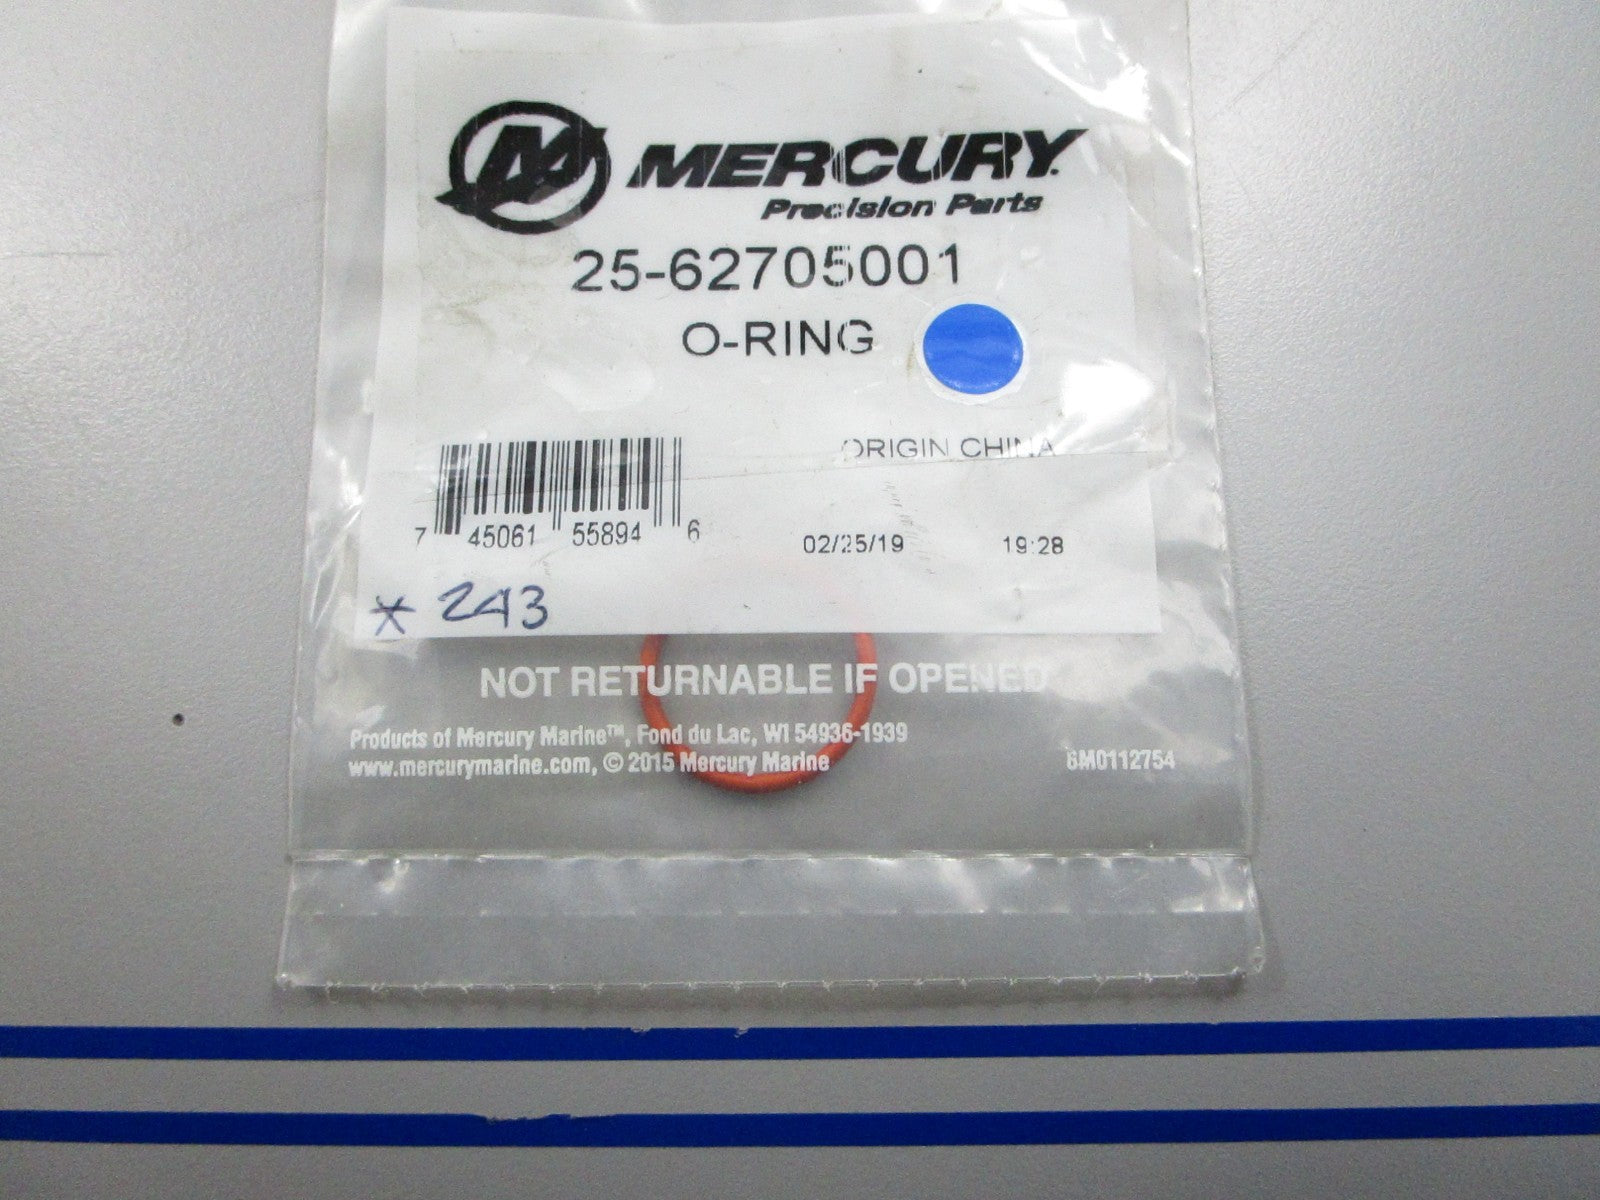 MERCURY
Precision Parts
25-62705001
O-RING
ORIGIN CHINA
7 45061 55894 6
02/25/19 19:28
* 243
NOT RETURNABLE IF OPENED
Products of Mercury Marine™, Fond du Lac, WI 54936-1939
www.mercurymarine.com, © 2015 Mercury Marine
8M0112754